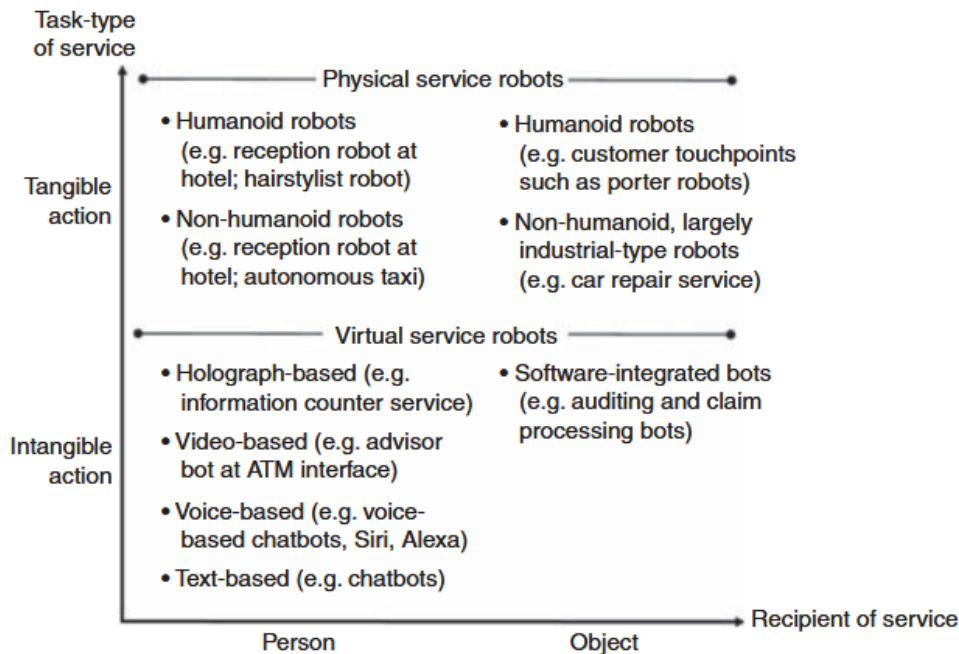 Task-type
of service
Physical service robots
Tangible
action
• Humanoid robots
(e.g. reception robot at
hotel; hairstylist robot)
• Non-humanoid robots
(e.g. reception robot at
hotel; autonomous taxi)
• Humanoid robots
(e.g. customer touchpoints
such as porter robots)
• Non-humanoid, largely
industrial-type robots
(e.g. car repair service)
Virtual service robots
Intangible
action
• Holograph-based (e.g.
information counter service)
• Video-based (e.g. advisor
bot at ATM interface)
• Voice-based (e.g. voice-
based chatbots, Siri, Alexa)
• Text-based (e.g. chatbots)
• Software-integrated bots
(e.g. auditing and claim
processing bots)
Recipient of service
Person
Object